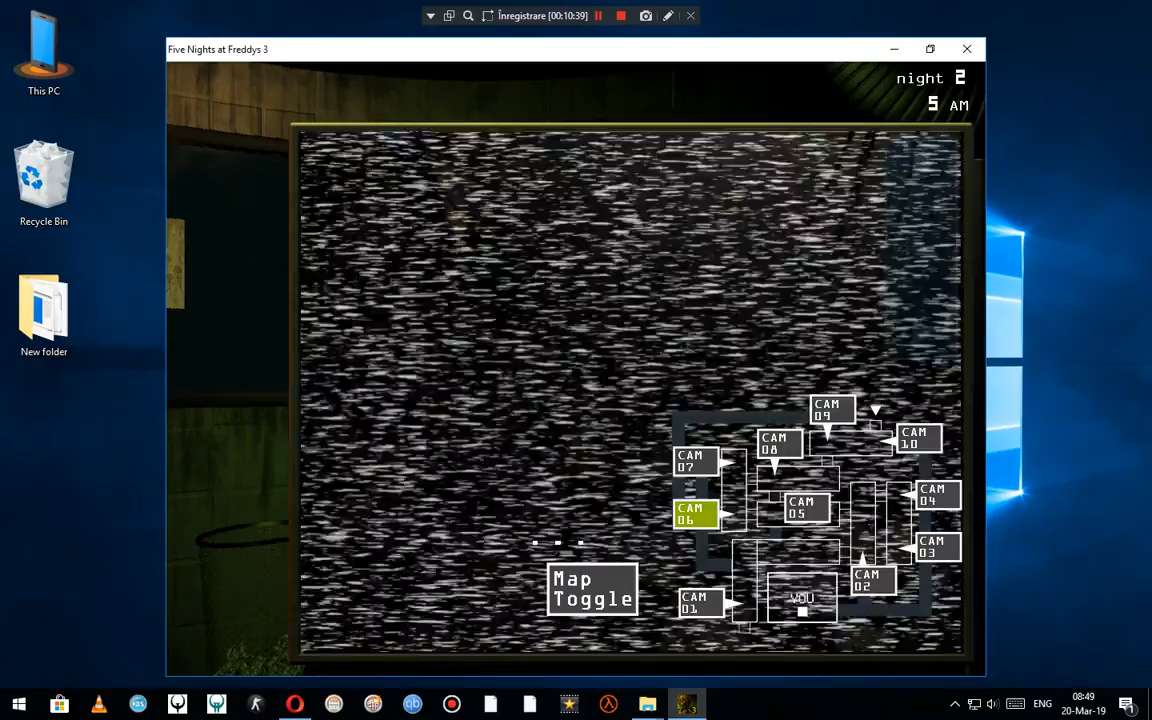 Înregistrare [00:10:39]
This PC
Five Nights at Freddys 3
night 2
5 AM
Recycle Bin
New folder
CAM
09
CAM
10
CAM
08
CAM
07
CAM
04
CAM
05
CAM
06
CAM
03
CAM
02
Map
Toggle
CAM
01
YOU
qb
ENG
08:49
20-Mar-19
1